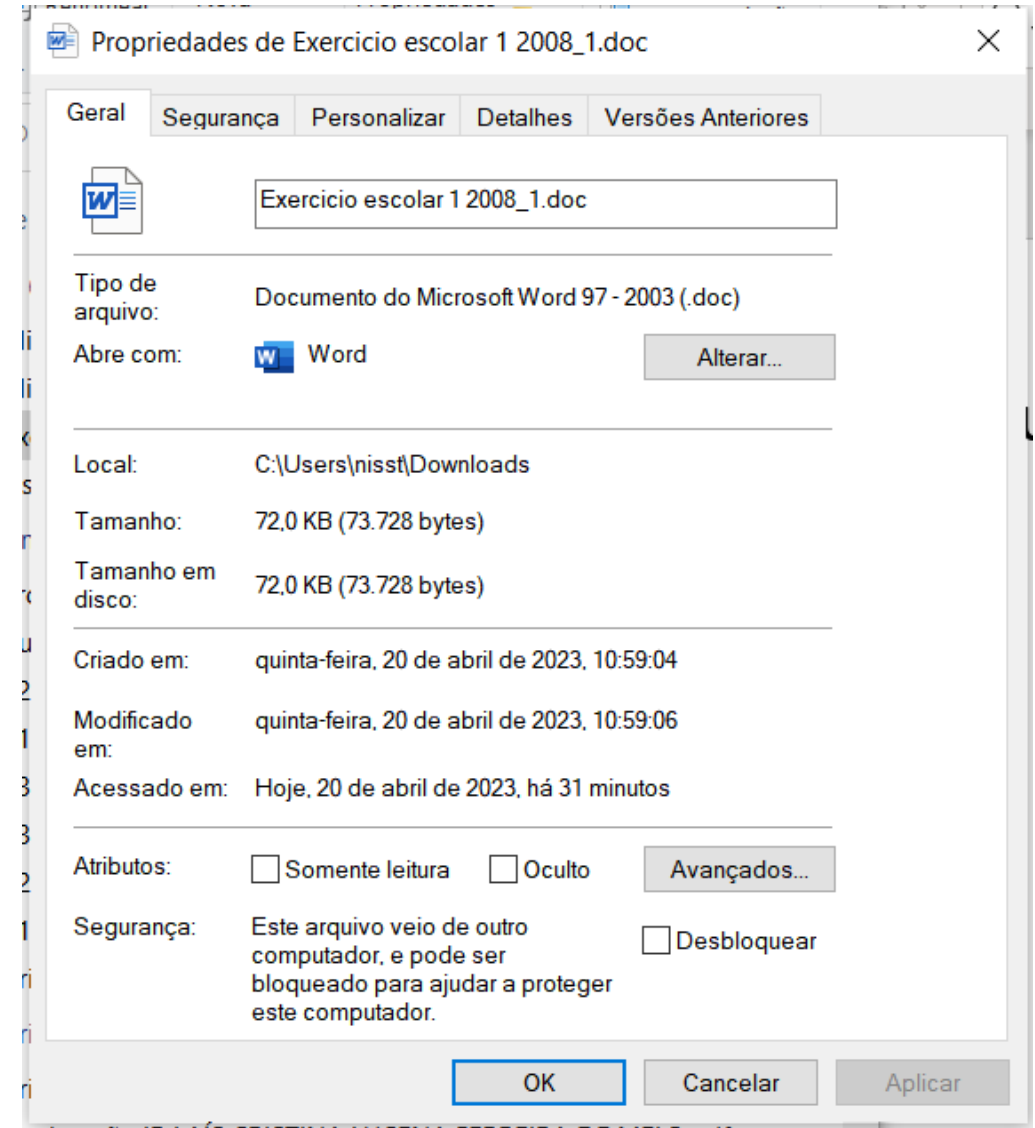 Propriedades de Exercicio escolar 1 2008_1.doc
Geral Segurança Personalizar Detalhes Versões Anteriores
Exercicio escolar 1 2008_1.doc
Tipo de
arquivo:
Documento do Microsoft Word 97 - 2003 (.doc)
Abre com: Word Alterar...
Local: C:\Users\nisst\Downloads
Tamanho: 72,0 KB (73.728 bytes)
Tamanho em
disco:
72,0 KB (73.728 bytes)
Criado em: quinta-feira, 20 de abril de 2023, 10:59:04
Modificado
em:
quinta-feira, 20 de abril de 2023, 10:59:06
Acessado em: Hoje, 20 de abril de 2023, há 31 minutos
Atributos: Somente leitura Oculto Avançados...
Segurança: Este arquivo veio de outro
computador, e pode ser
bloqueado para ajudar a proteger
este computador.
Desbloquear
OK Cancelar Aplicar